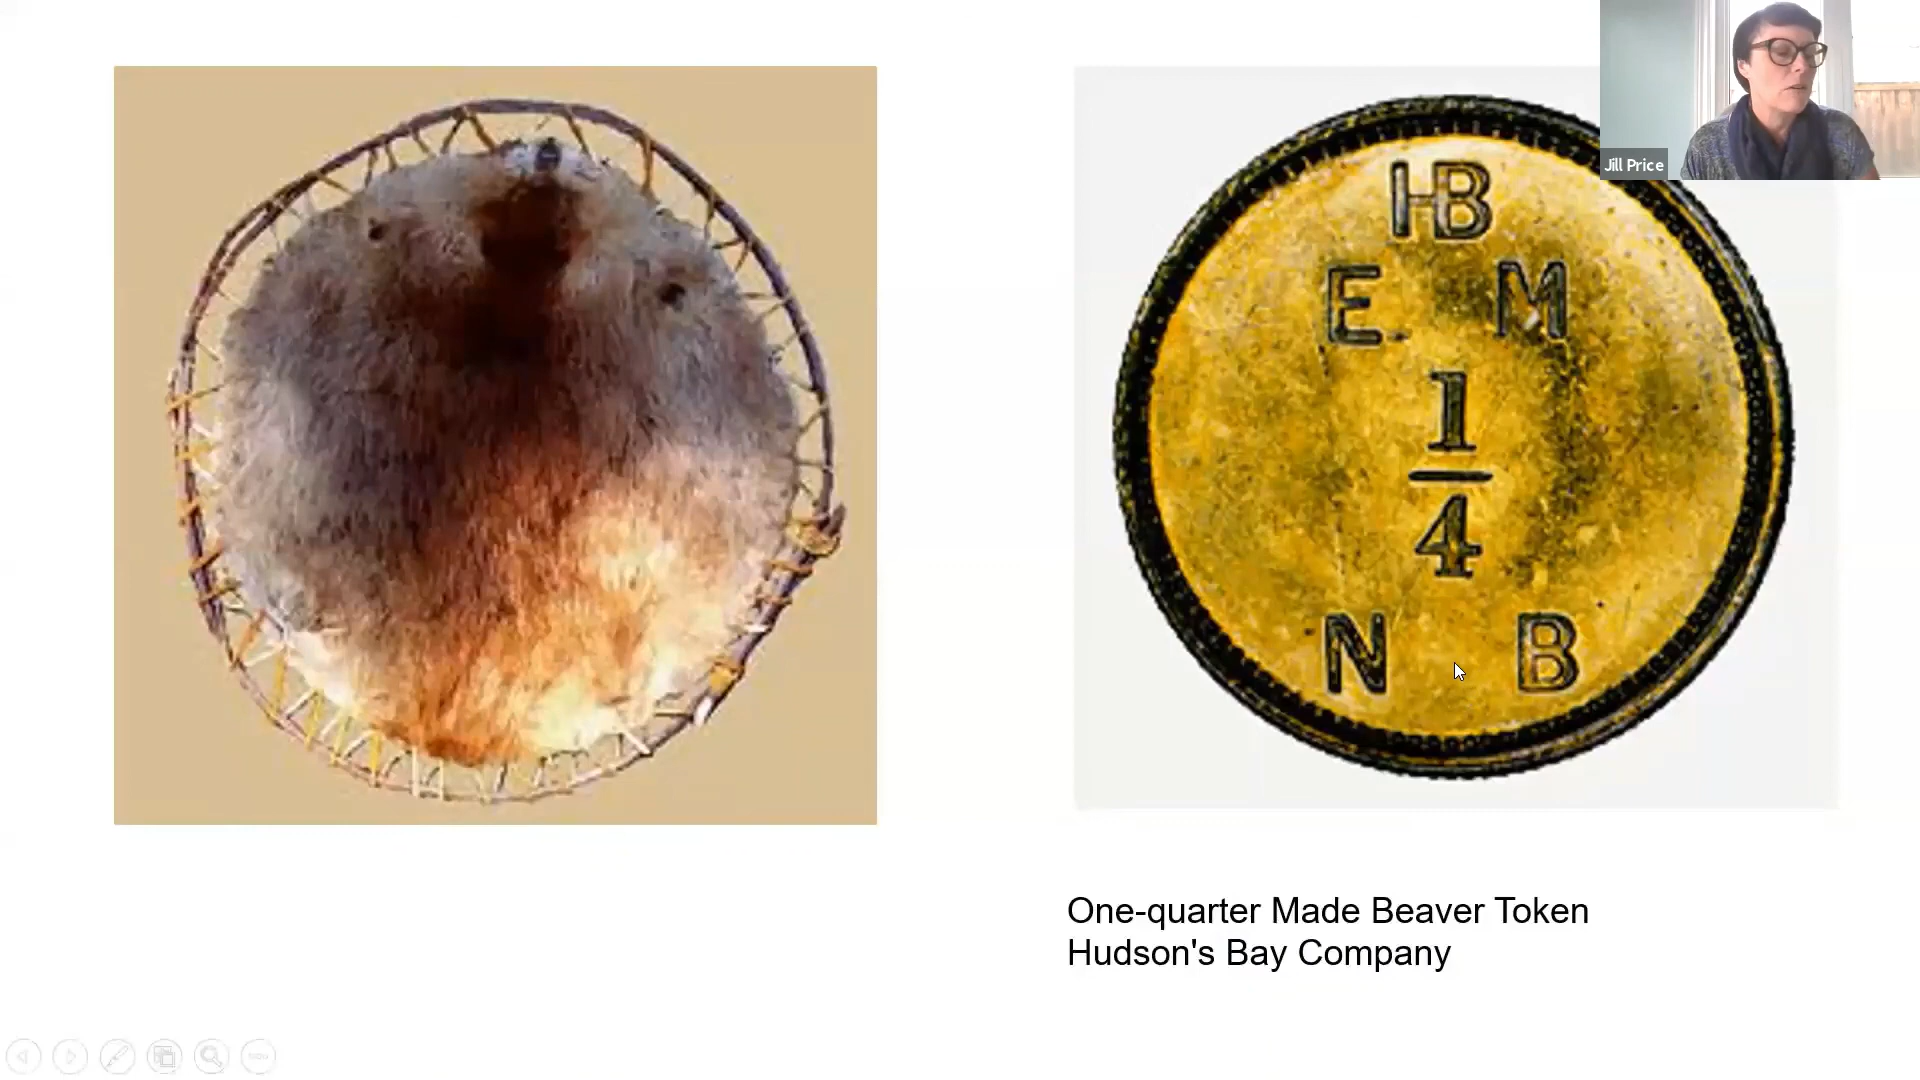 Jill Price
HB
E M
1
4
N B
One-quarter Made Beaver Token
Hudson's Bay Company